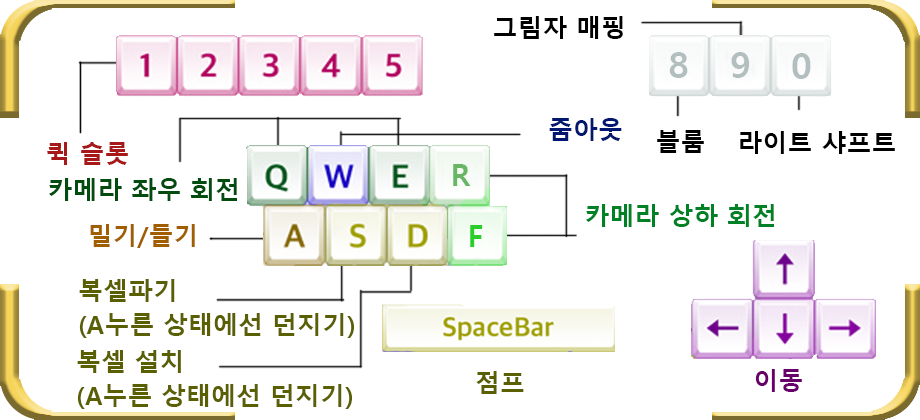 그림자 매핑
1 2 3 4 5
8 9 0
퀵 슬롯
줌아웃
블룸
라이트 샤프트
카메라 좌우 회전
Q W E R
카메라 상하 회전
밀기/들기
A S D F
복셀파기
(A누른 상태에선 던지기)
SpaceBar
↑
← ↓ →
복셀 설치
(A누른 상태에선 던지기)
점프
이동